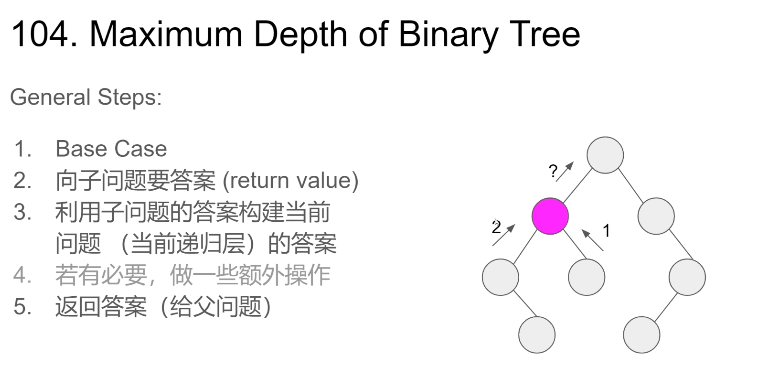 104. Maximum Depth of Binary Tree
General Steps:
1. Base Case
2. 向子问题要答案 (return value)
3. 利用子问题的答案构建当前
问题 （当前递归层）的答案
4. 若有必要，做一些额外操作
5. 返回答案（给父问题）
?
2
1